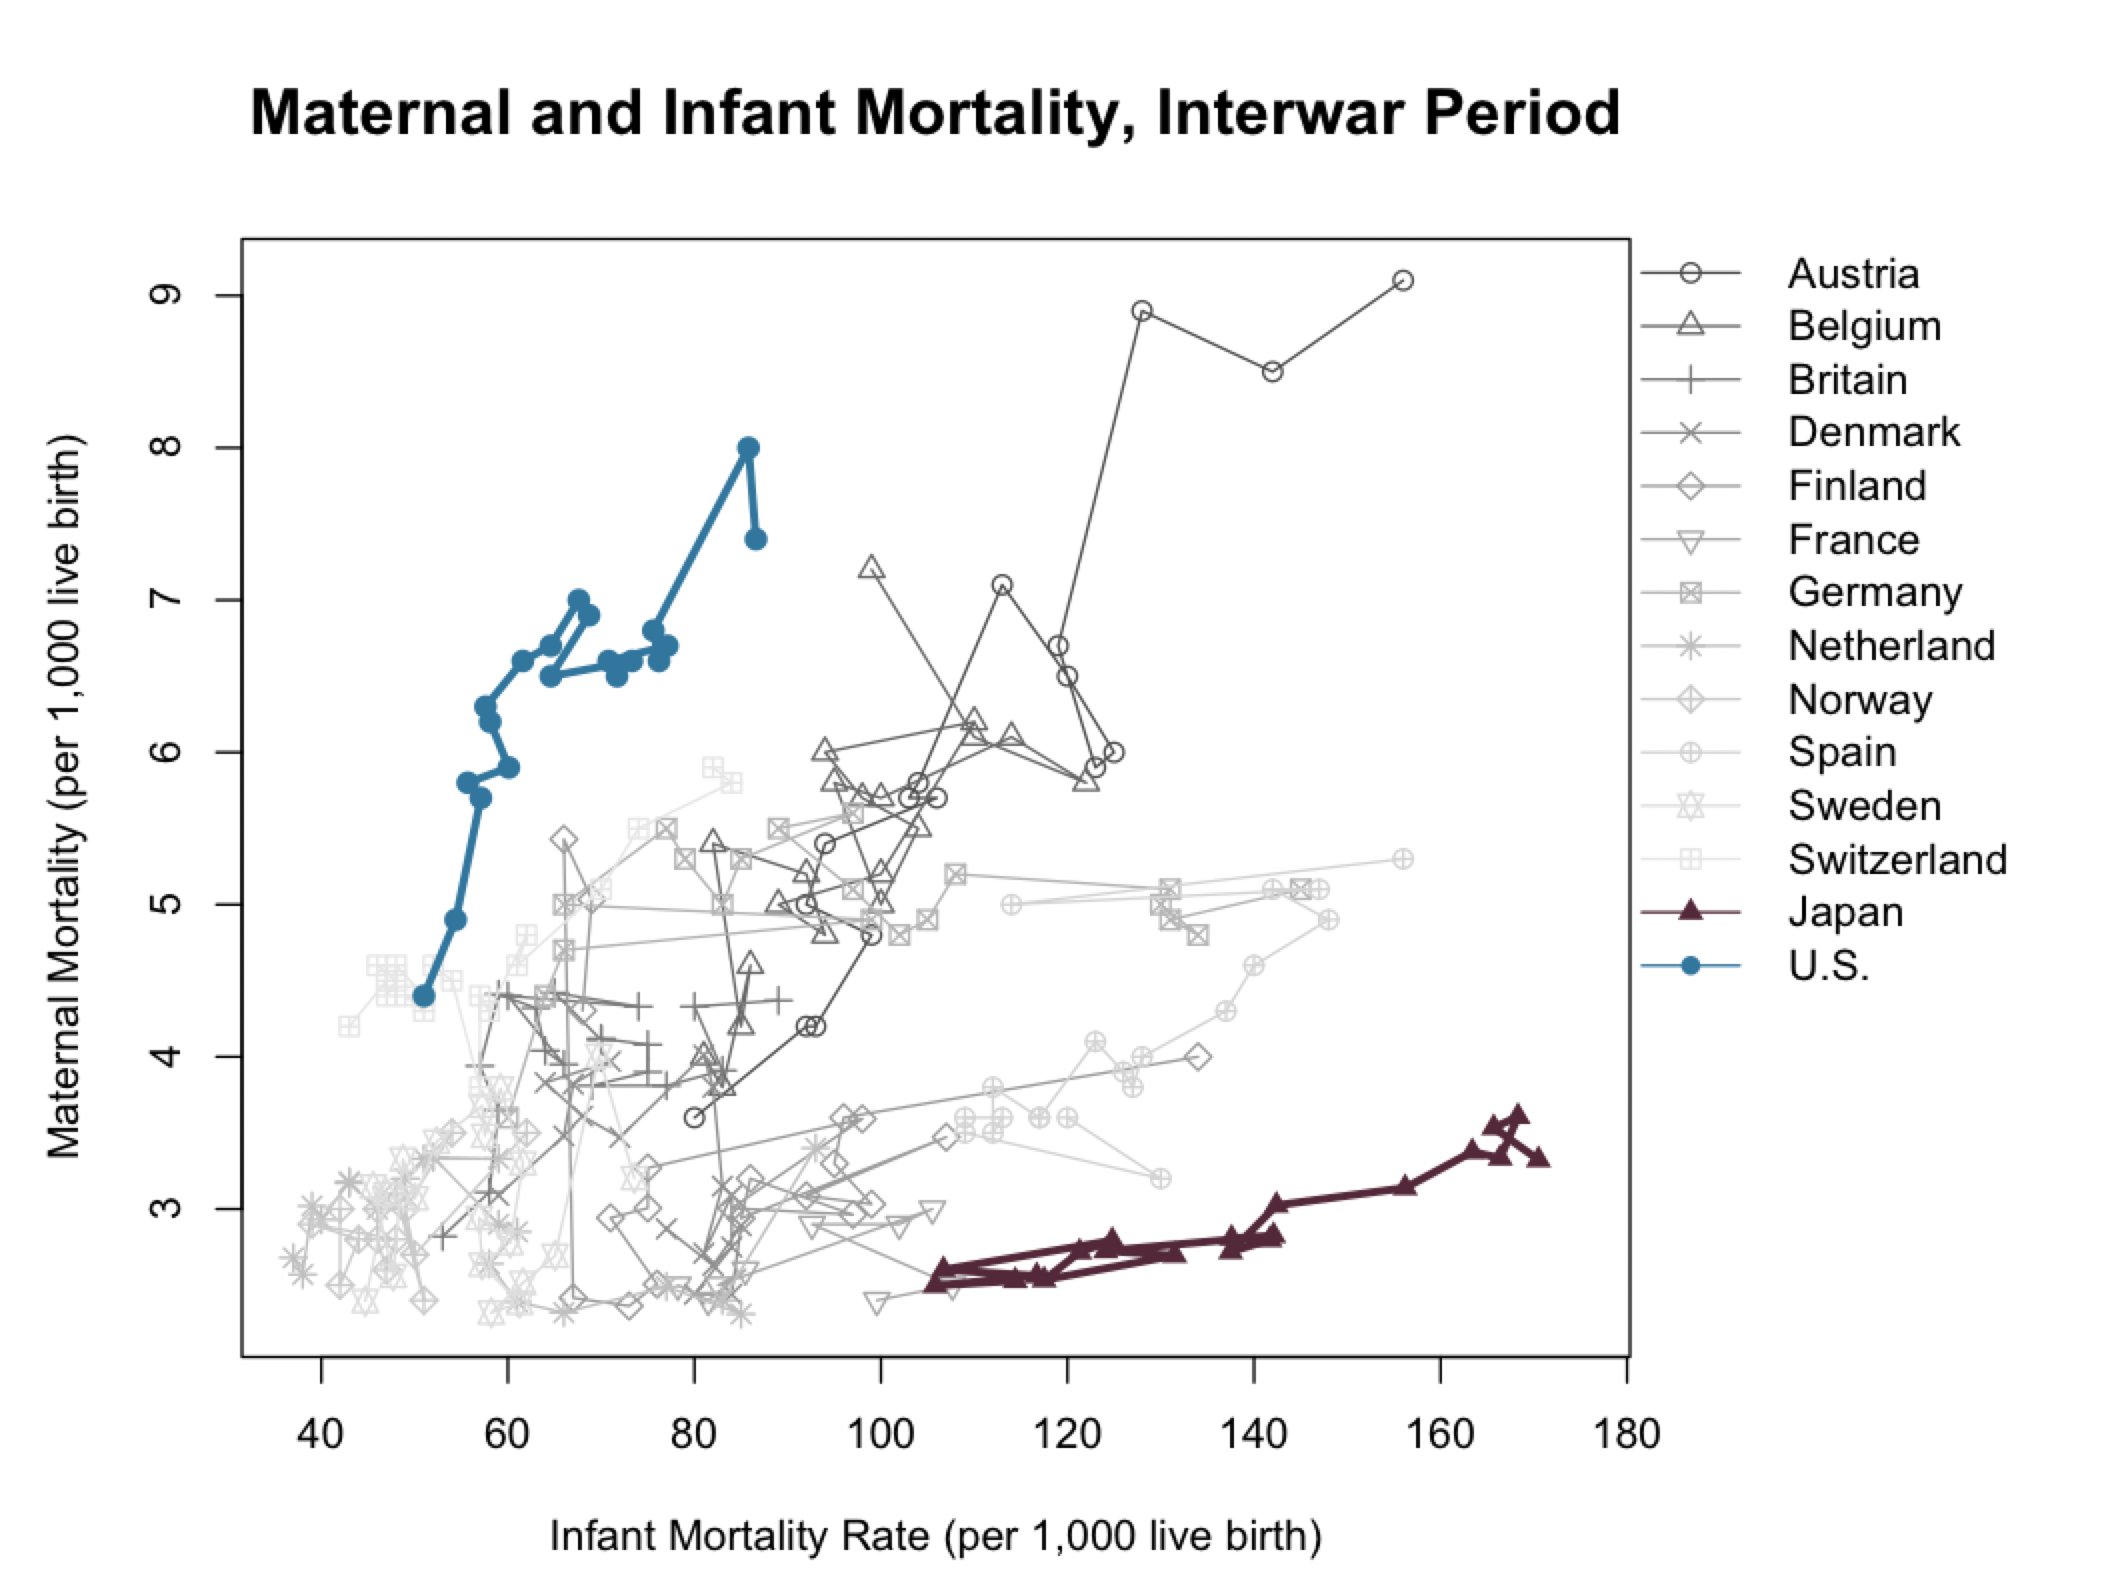 Maternal and Infant Mortality, Interwar Period
Maternal Mortality (per 1,000 live birth)
9
8
7
6
5
4
3
40 60 80 100 120 140 160 180
Infant Mortality Rate (per 1,000 live birth)
Austria
Belgium
Britain
Denmark
Finland
France
Germany
Netherland
Norway
Spain
Sweden
Switzerland
Japan
U.S.